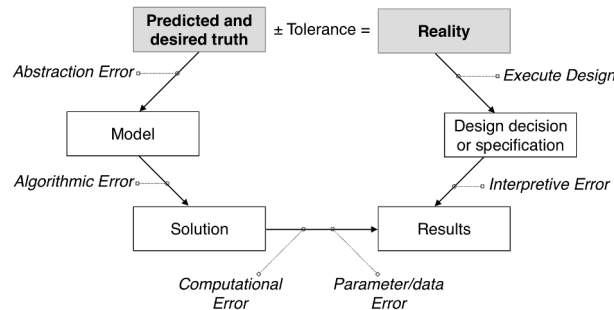 Predicted and
desired truth
± Tolerance =
Reality
Abstraction Error
Execute Design
Model
Design decision
or specification
Algorithmic Error
Interpretive Error
Solution
Results
Computational
Error
Parameter/data
Error